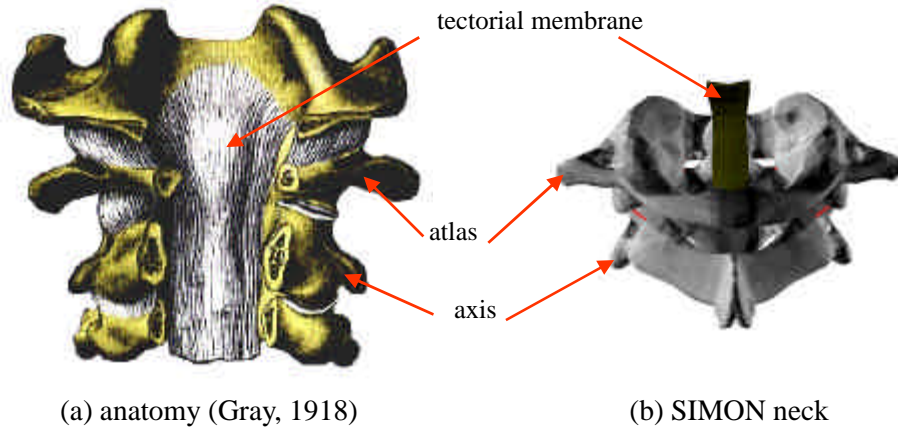 tectorial membrane
atlas
axis
(a) anatomy (Gray, 1918)
(b) SIMON neck